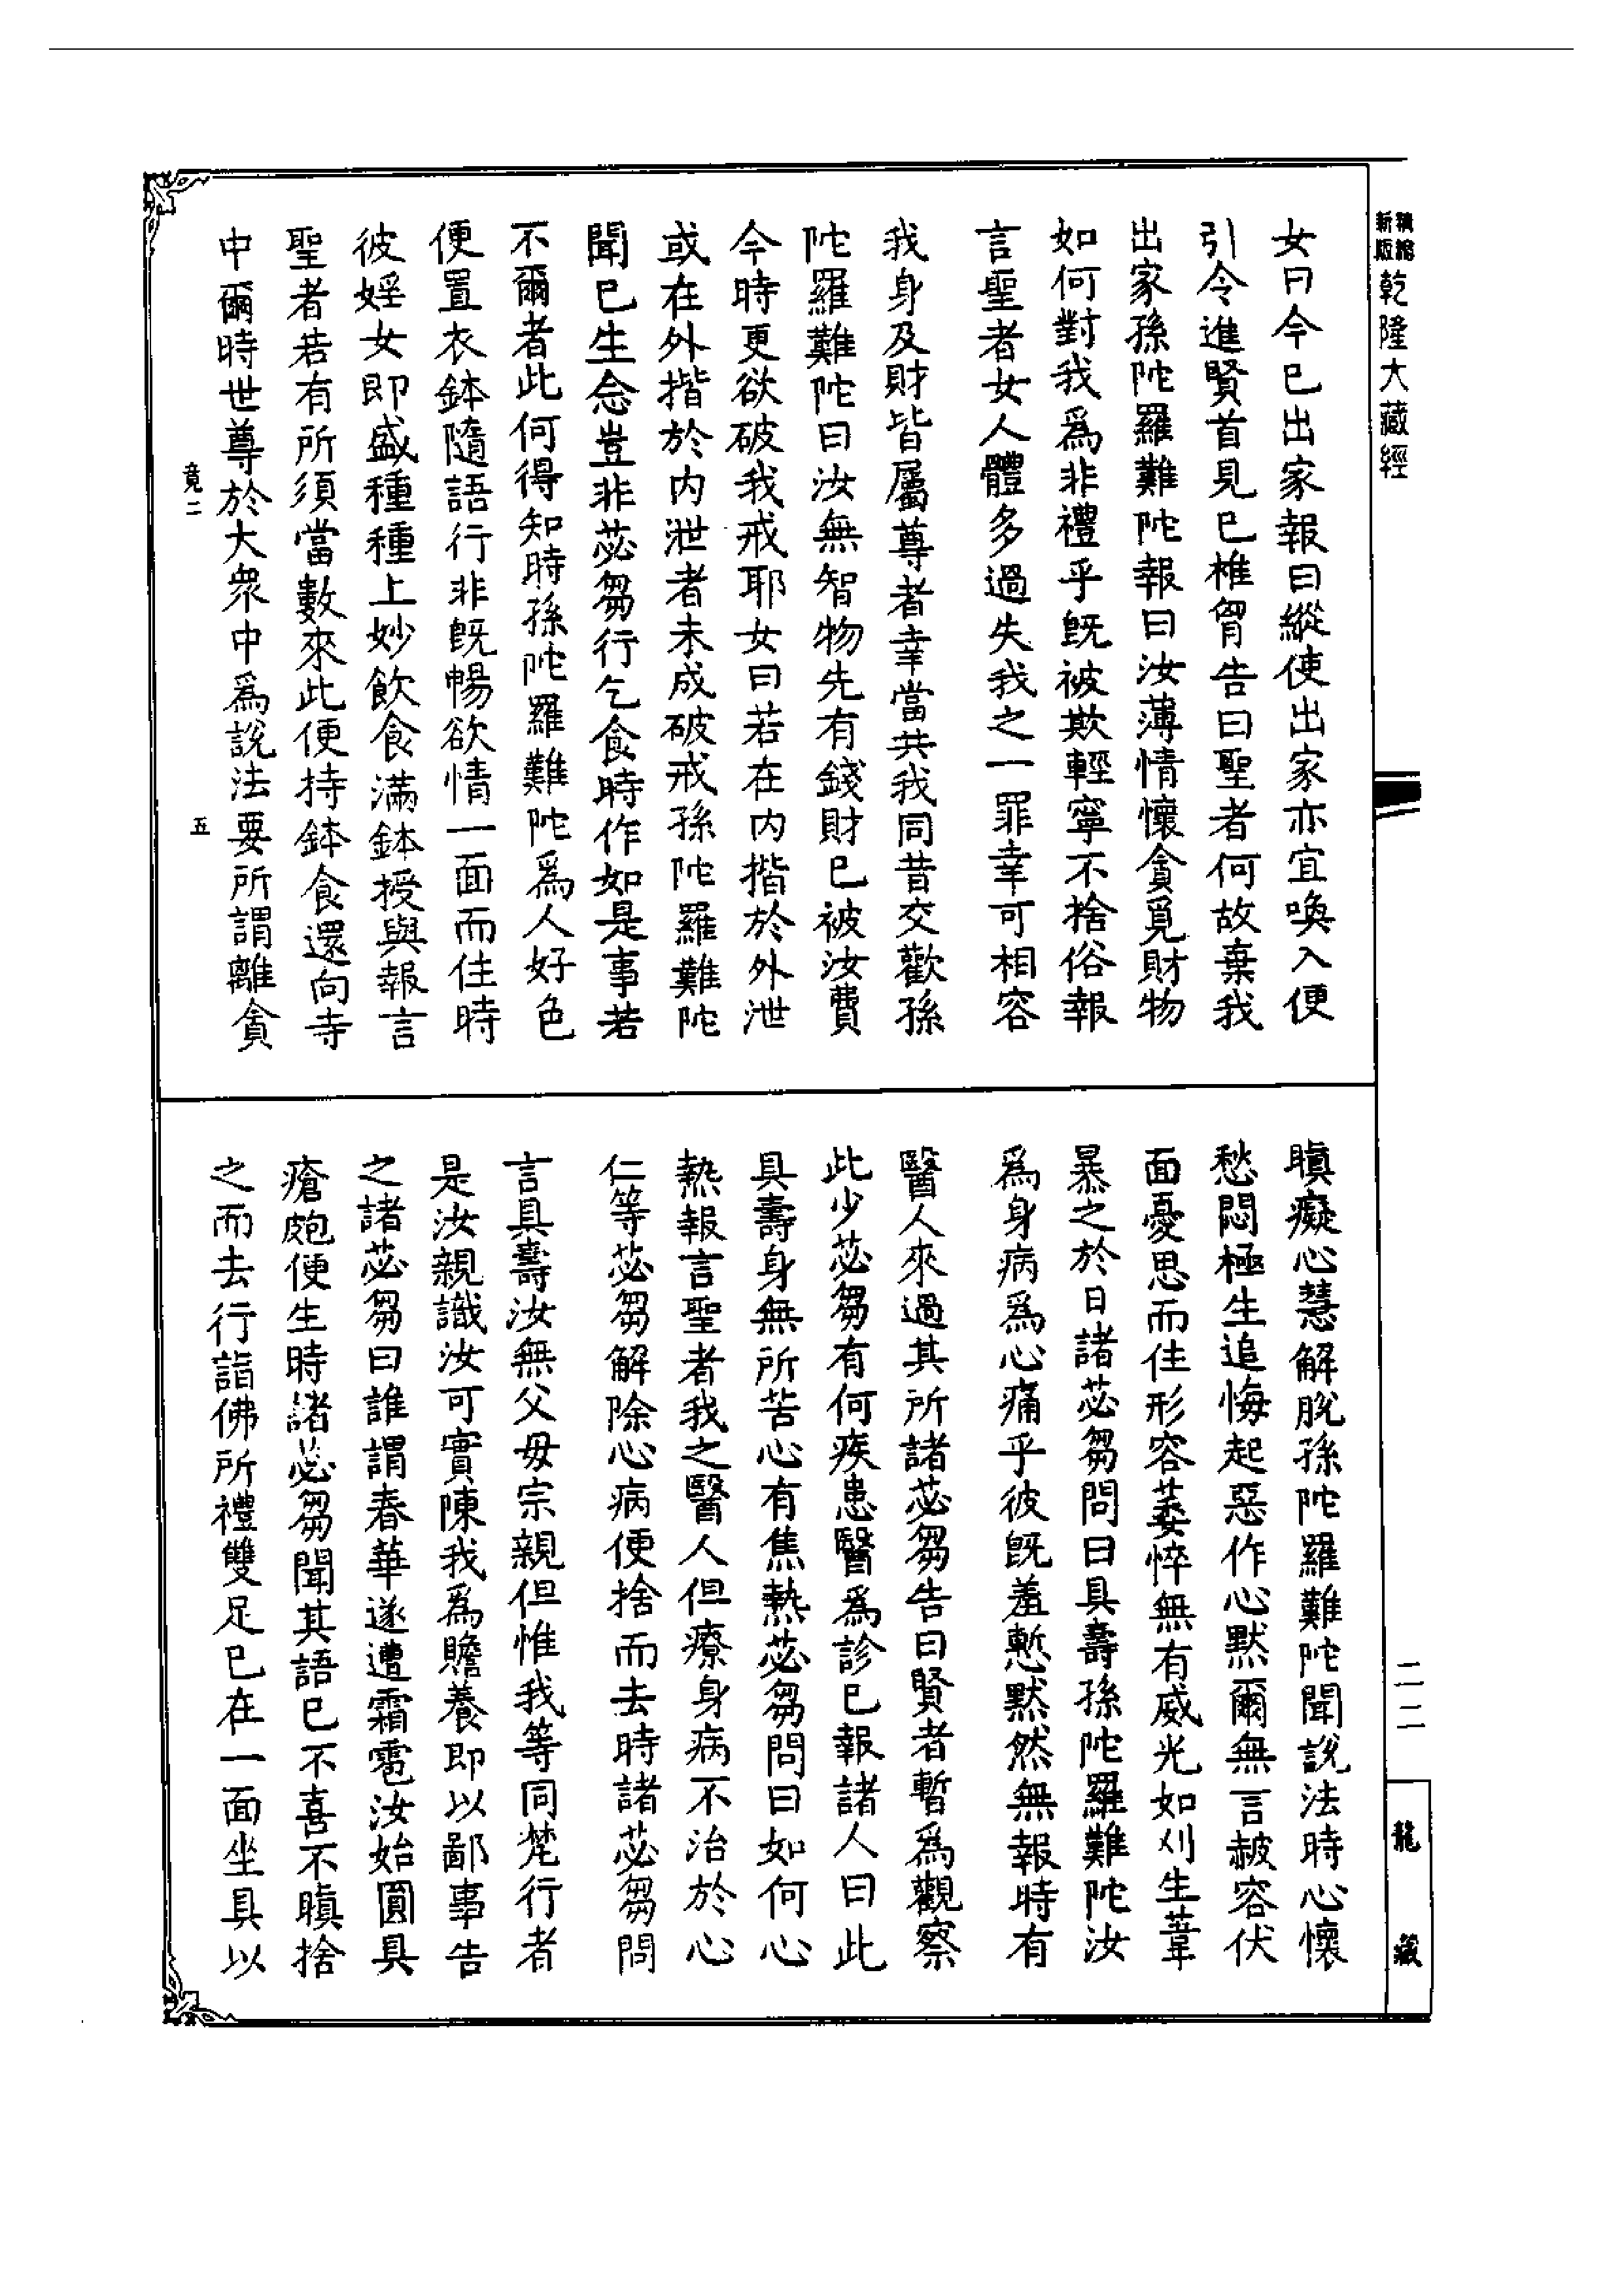 精縮新版乾隆大藏經
女曰今已出家報曰縱使出家亦宜喚入便
引令進賢首見已椎胷告曰聖者何故棄我
出家孫陀羅難陀報曰汝薄情懷貪覓財物
如何對我爲非禮乎旣被欺輕寧不捨俗報
言聖者女人體多過失我之一罪幸可相容
我身及財皆屬尊者幸當共我同昔交歡孫
陀羅難陀曰汝無智物先有錢財已被汝費
今時更欲破我戒耶女曰若在内揩於外泄
或在外揩於内泄者未成破戒孫陀羅難陀
聞已生念豈非苾芻行乞食時作如是事若
不爾者此何得知時孫陀羅難陀爲人好色
便置衣鉢隨語行非旣暢欲情一面而住時
彼婬女即盛種種上妙飲食滿鉢授與報言
聖者若有所須當數來此便持鉢食還向寺
中爾時世尊於大衆中爲説法要所謂離貪
竟二
五
瞋癡心慧解脫孫陀羅難陀聞説法時心懷
愁悶極生追悔起惡作心默爾無言赧容伏
面憂思而住形容萎悴無有威光如刈生葦
暴之於日諸苾芻問曰具壽孫陀羅難陀汝
爲身病爲心痛乎彼旣羞慙默然無報時有
醫人來過其所諸苾芻告曰賢者暫爲觀察
此少苾芻有何疾患醫爲診已報諸人曰此
具壽身無所苦心有焦熱苾芻問曰如何心
熱報言聖者我之醫人但療身病不治於心
仁等苾芻解除心病便捨而去時諸苾芻問
言具壽汝無父毋宗親但惟我等同梵行者
是汝親識汝可實陳我爲贍養即以鄙事告
之諸苾芻曰誰謂春華遂遭霜雹汝始圓具
瘡皰便生時諸苾芻聞其語已不喜不瞋捨
之而去行詣佛所禮雙足已在一面坐具以
二二
龍藏